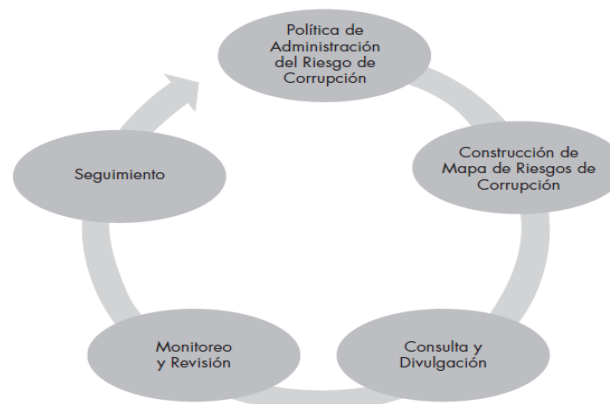 Política de
Administración
del Riesgo de
Corrupción
Construcción de
Mapa de Riesgos de
Corrupción
Consulta y
Divulgación
Monitoreo
y Revisión
Seguimiento